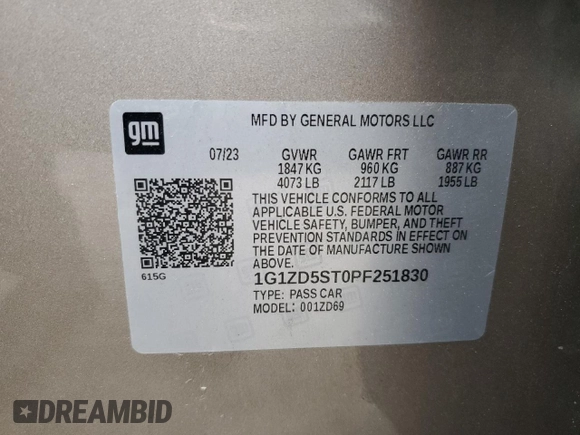 gm
MFD BY GENERAL MOTORS LLC
07/23 GVWR GAWR FRT GAWR RR
1847 KG 960 KG 887 KG
4073 LB 2117 LB 1955 LB
THIS VEHICLE CONFORMS TO ALL
APPLICABLE U.S. FEDERAL MOTOR
VEHICLE SAFETY, BUMPER, AND THEFT
PREVENTION STANDARDS IN EFFECT ON
THE DATE OF MANUFACTURE SHOWN
ABOVE.
615G
1G1ZD5ST0PF251830
TYPE: PASS CAR
MODEL: 001ZD69
DREAMBID